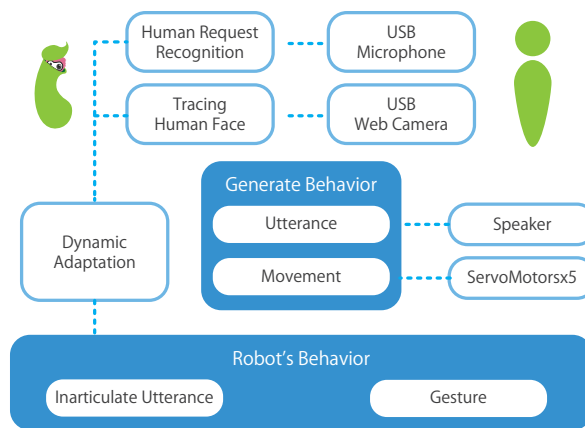 Human Request
Recognition
USB
Microphone
Tracing
Human Face
USB
Web Camera
Generate Behavior
Utterance
Speaker
Dynamic
Adaptation
Movement
ServoMotorsx5
Robot's Behavior
Inarticulate Utterance
Gesture